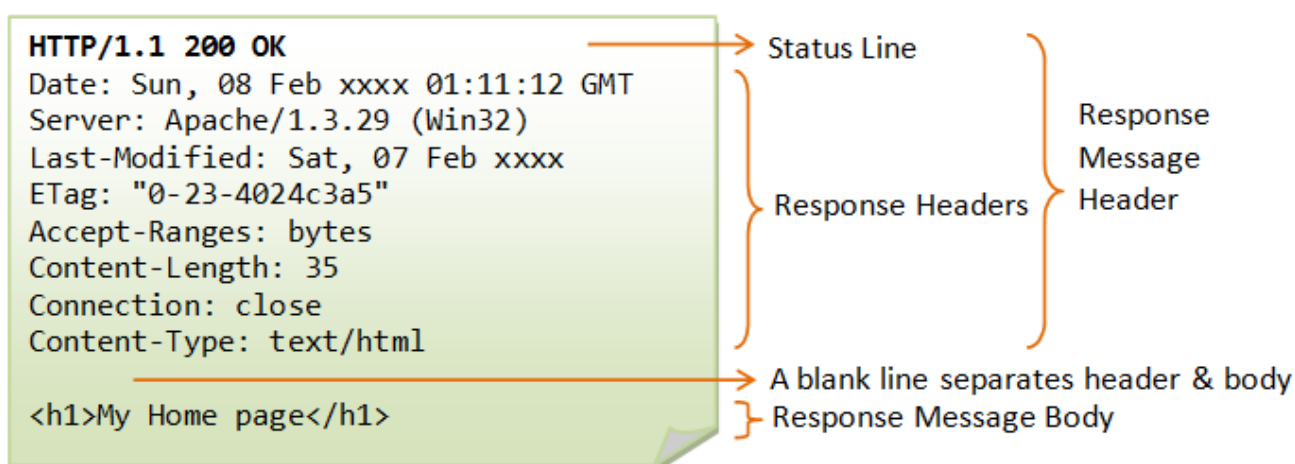 HTTP/1.1 200 OK
Date: Sun, 08 Feb xxxx 01:11:12 GMT
Server: Apache/1.3.29 (Win32)
Last-Modified: Sat, 07 Feb xxxx
ETag: "0-23-4024c3a5"
Accept-Ranges: bytes
Content-Length: 35
Connection: close
Content-Type: text/html
<h1>My Home page</h1>
Status Line
Response Headers
Response
Message
Header
A blank line separates header & body
Response Message Body